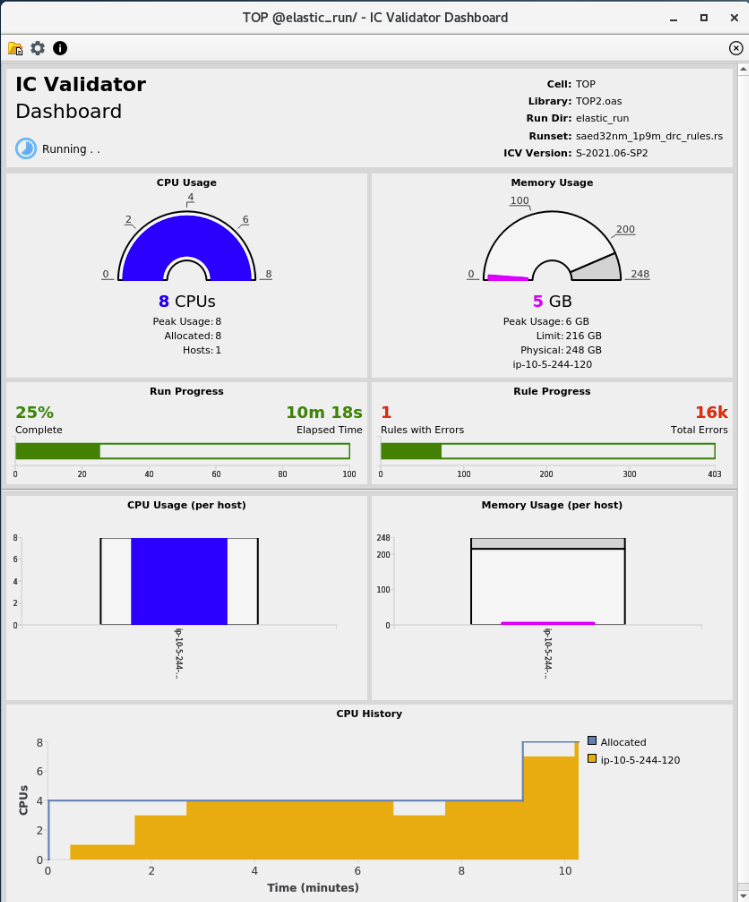 TOP @elastic_run/ - IC Validator Dashboard
IC Validator
Dashboard
Running . .
Cell: TOP
Library: TOP2.oas
Run Dir: elastic_run
Runset: saed32nm_1p9m_drc_rules.rs
ICV Version: S-2021.06-SP2
CPU Usage
0 2 4 6 8
8 CPUs
Peak Usage: 8
Allocated: 8
Hosts: 1
Memory Usage
0 100 200 248
5 GB
Peak Usage: 6 GB
Limit: 216 GB
Physical: 248 GB
ip-10-5-244-120
Run Progress
25% 10m 18s
Complete Elapsed Time
0 20 40 60 80 100
Rule Progress
1 16k
Rules with Errors Total Errors
0 100 200 300 403
CPU Usage (per host)
8
6
4
2
0
ip-10-5-244-...
Memory Usage (per host)
248
200
100
0
ip-10-5-244-...
CPU History
CPUs
8
6
4
2
0
0 2 4 6 8 10
Time (minutes)
Allocated
ip-10-5-244-120